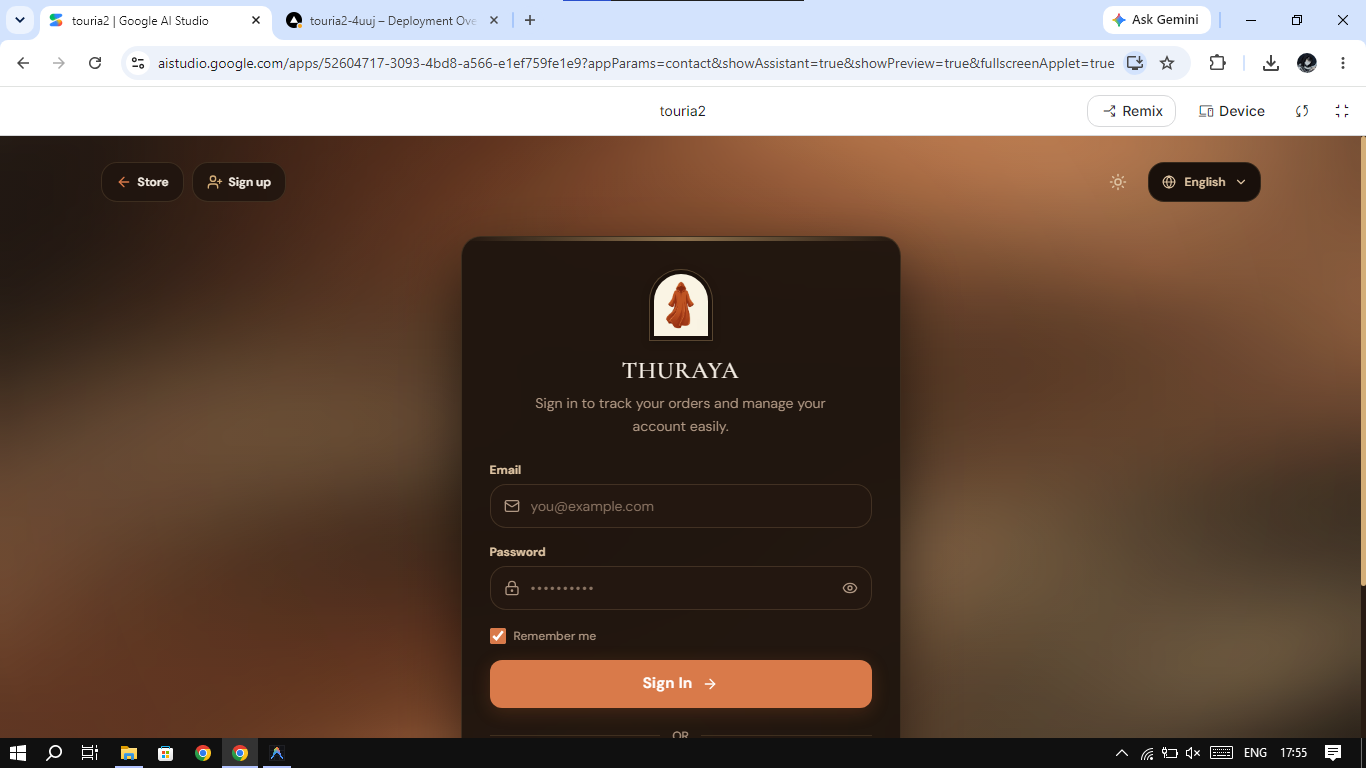 touria2 | Google AI Studio
touria2-4uuj – Deployment Ove
Ask Gemini
aistudio.google.com/apps/52604717-3093-4bd8-a566-e1ef759fe1e9?appParams=contact&showAssistant=true&showPreview=true&fullscreenApplet=true
touria2
Remix
Device
Store
Sign up
English
THURAYA
Sign in to track your orders and manage your
account easily.
Email
you@example.com
Password
••••••••••
Remember me
Sign In
OR
ENG
17:55